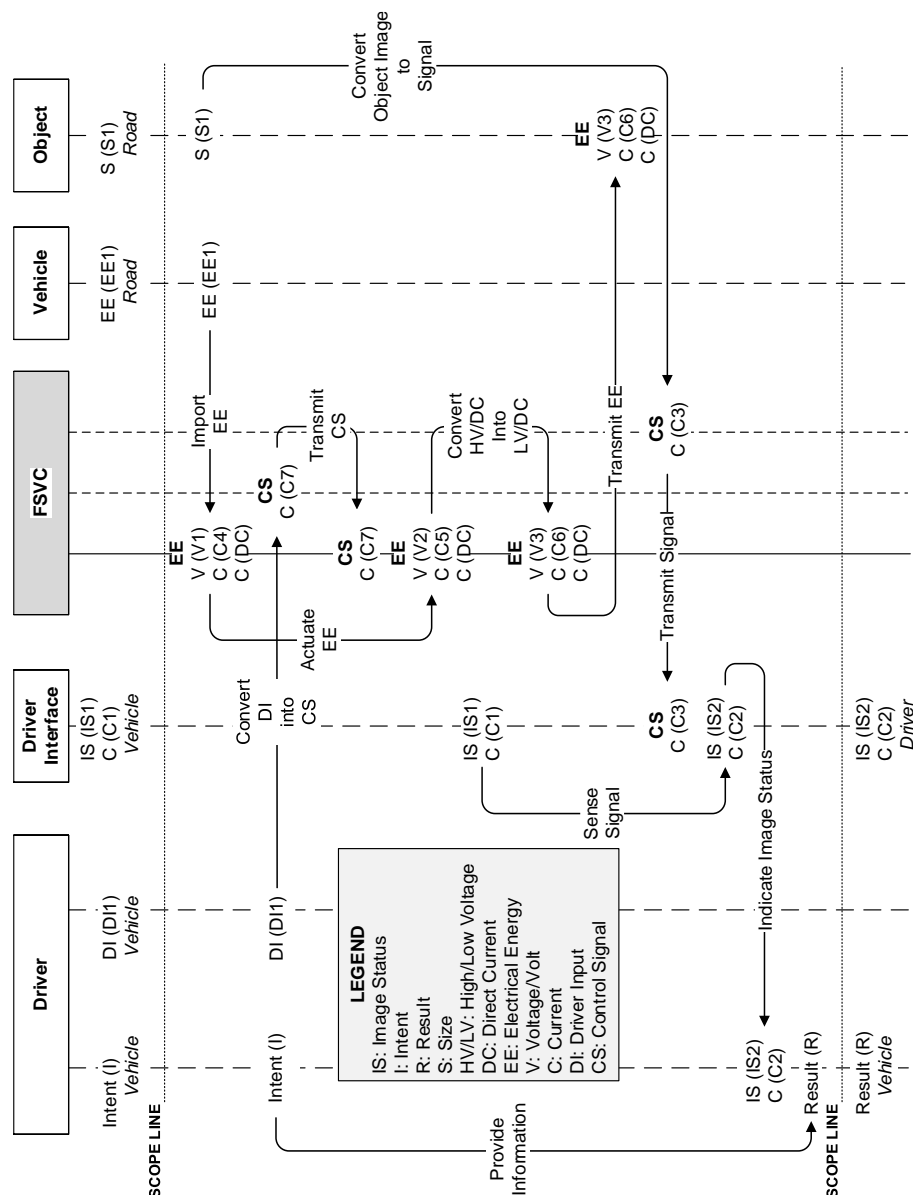 Driver
Driver
Interface
FSVC
Vehicle
Object
Intent (I)
Vehicle
DI (DI1)
Vehicle
IS (IS1)
C (C1)
Vehicle
EE (EE1)
Road
S (S1)
Road
SCOPE LINE
S (S1)
Convert
Object Image
to
Signal
EE (EE1)
Import
EE
EE
V (V1)
C (C4)
C (DC)
Intent (I)
DI (DI1)
Convert
DI
into
CS
CS
C (C7)
Transmit
CS
CS
C (C7)
Actuate
EE
EE
V (V2)
C (C5)
C (DC)
Convert
HV/DC
Into
LV/DC
EE
V (V3)
C (C6)
C (DC)
Transmit EE
EE
V (V3)
C (C6)
C (DC)
IS (IS1)
C (C1)
Sense
Signal
CS
C (C3)
Transmit Signal
CS
C (C3)
IS (IS2)
C (C2)
Indicate Image Status
IS (IS2)
C (C2)
Provide
Information
Result (R)
LEGEND
IS: Image Status
I: Intent
R: Result
S: Size
HV/LV: High/Low Voltage
DC: Direct Current
EE: Electrical Energy
V: Voltage/Volt
C: Current
DI: Driver Input
CS: Control Signal
SCOPE LINE
Result (R)
Vehicle
IS (IS2)
C (C2)
Driver